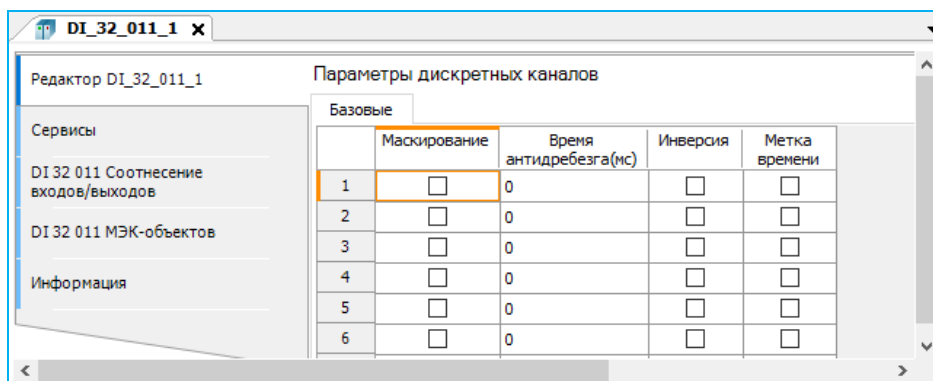 DI_32_011_1 x
Редактор DI_32_011_1
Сервисы
DI 32 011 Соотнесение
входов/выходов
DI 32 011 МЭК-объектов
Информация
Параметры дискретных каналов
Базовые
Маскирование Время антидребезга(мс) Инверсия Метка времени
1 0
2 0
3 0
4 0
5 0
6 0